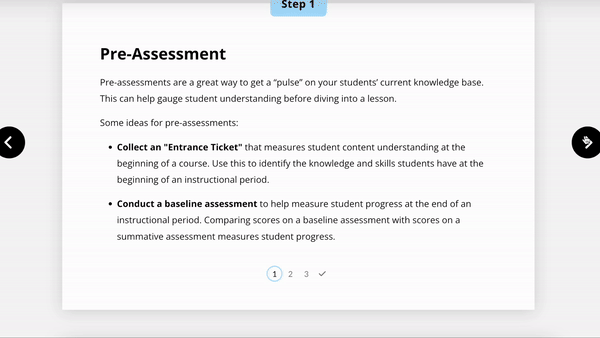 Step 1
Pre-Assessment
Pre-assessments are a great way to get a “pulse” on your students’ current knowledge base.
This can help gauge student understanding before diving into a lesson.
Some ideas for pre-assessments:
• Collect an "Entrance Ticket" that measures student content understanding at the
beginning of a course. Use this to identify the knowledge and skills students have at the
beginning of an instructional period.
• Conduct a baseline assessment to help measure student progress at the end of an
instructional period. Comparing scores on a baseline assessment with scores on a
summative assessment measures student progress.
1 2 3